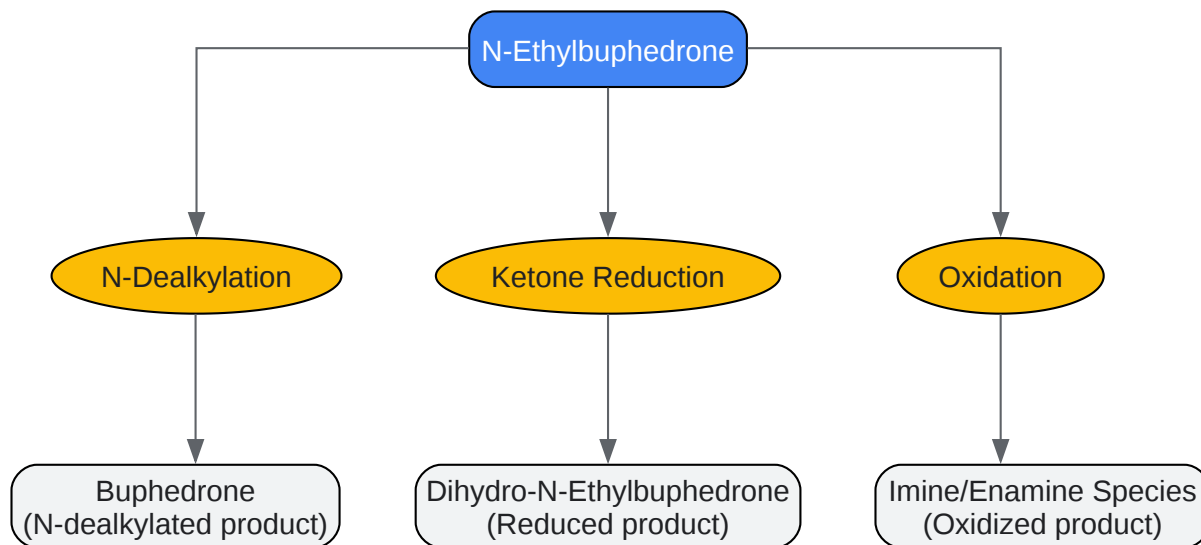 N-Ethylbuphedrone
N-Dealkylation
Ketone Reduction
Oxidation
Buphedrone
(N-dealkylated product)
Dihydro-N-Ethylbuphedrone
(Reduced product)
Imine/Enamine Species
(Oxidized product)